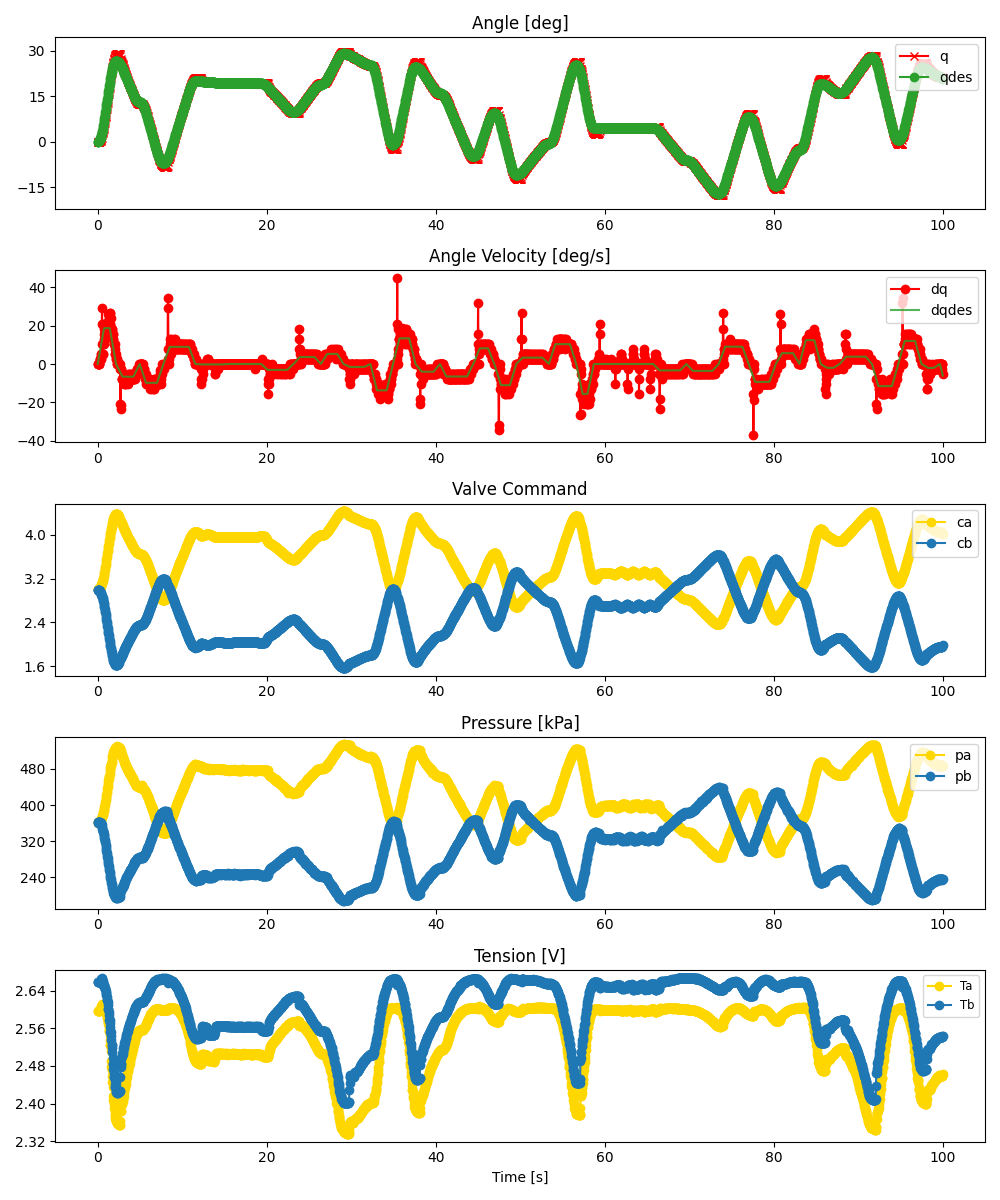 Angle [deg]
30
15
0
−15
q
qdes
0 20 40 60 80 100
Angle Velocity [deg/s]
40
20
0
−20
−40
dq
dqdes
0 20 40 60 80 100
Valve Command
4.0
3.2
2.4
1.6
ca
cb
0 20 40 60 80 100
Pressure [kPa]
480
400
320
240
pa
pb
0 20 40 60 80 100
Tension [V]
2.64
2.56
2.48
2.40
2.32
Ta
Tb
0 20 40 60 80 100
Time [s]